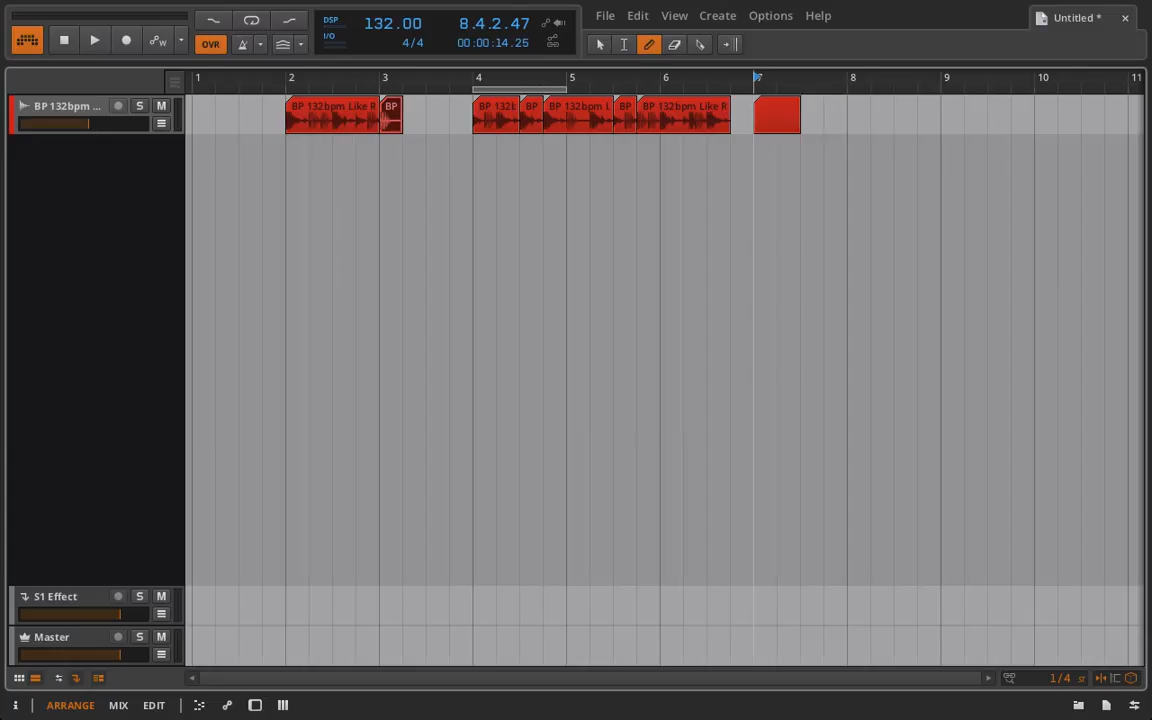 OVR
DSP
I/O
132.00
4/4
8.4.2.47
00:00:14.25
W
File Edit View Create Options Help
Untitled *
1 2 3 4 5 6 7 8 9 10 11
BP 132bpm ... S M
BP 132bpm Like R
BP
BP 132b
BP
BP 132bpm L
BP
BP 132bpm Like R
S1 Effect S M
Master S M
1/4
ARRANGE MIX EDIT